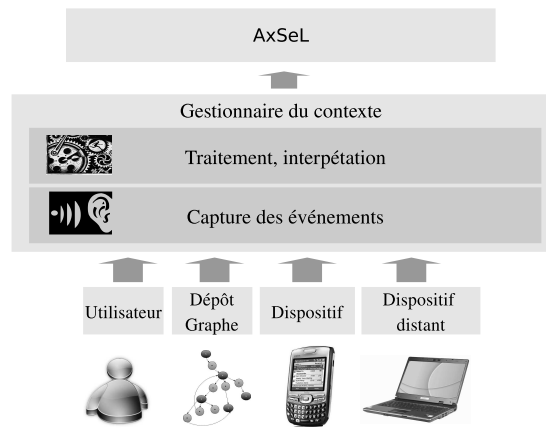 AxSeL
Gestionnaire du contexte
Traitement, interpétation
Capture des événements
Utilisateur
Dépôt
Graphe
Dispositif
Dispositif
distant